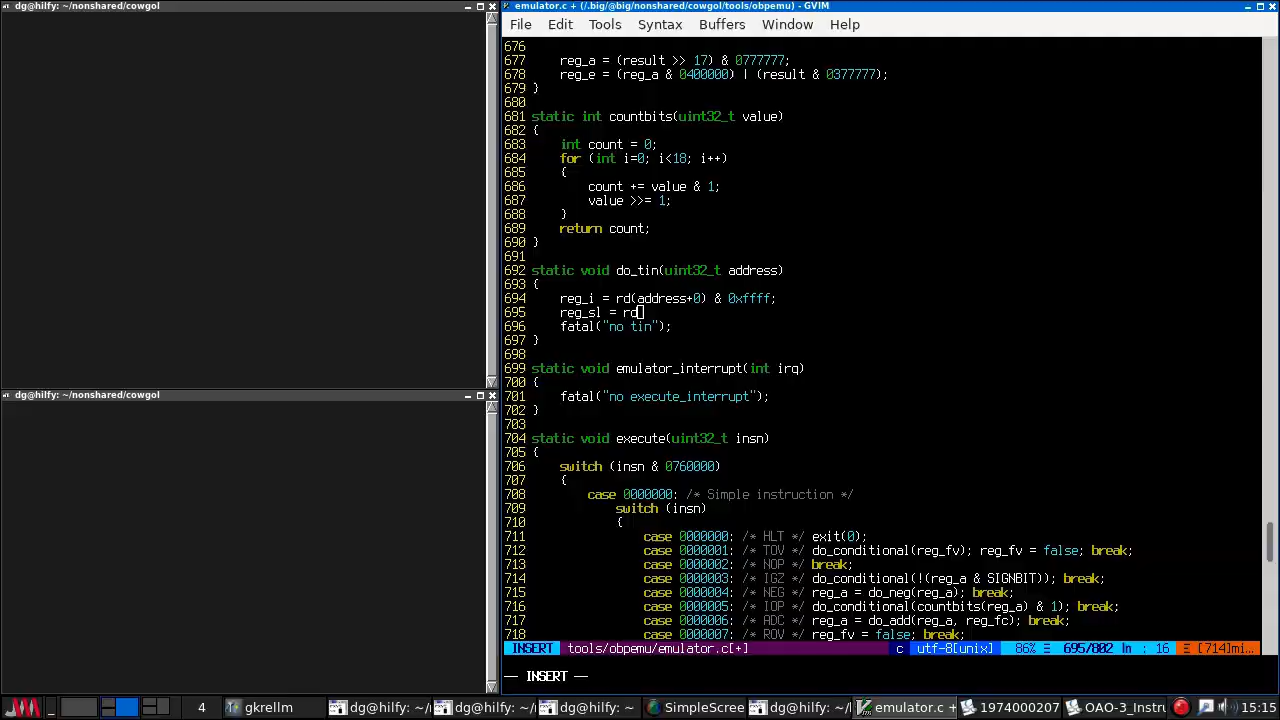 dg@hilfy: ~/nonshared/cowgol
emulator.c + (/.big/@big/nonshared/cowgol/tools/obpemu) - GVIM
File Edit Tools Syntax Buffers Window Help
676
677 reg_a = (result >> 17) & 0777777;
678 reg_e = (reg_a & 0400000) | (result & 0377777);
679 }
680
681 static int countbits(uint32_t value)
682 {
683 int count = 0;
684 for (int i=0; i<18; i++)
685 {
686 count += value & 1;
687 value >>= 1;
688 }
689 return count;
690 }
691
692 static void do_tin(uint32_t address)
693 {
694 reg_i = rd(address+0) & 0xffff;
695 reg_sl = rd
696 fatal("no tin");
697 }
698
699 static void emulator_interrupt(int irq)
700 {
701 fatal("no execute_interrupt");
702 }
703
704 static void execute(uint32_t insn)
705 {
706 switch (insn & 0760000)
707 {
708 case 0000000: /* Simple instruction */
709 switch (insn)
710 {
711 case 0000000: /* HLT */ exit(0);
712 case 0000001: /* TOV */ do_conditional(reg_fv); reg_fv = false; break;
713 case 0000002: /* NOP */ break;
714 case 0000003: /* IGZ */ do_conditional(!(reg_a & SIGNBIT)); break;
715 case 0000004: /* NEG */ reg_a = do_neg(reg_a); break;
716 case 0000005: /* IOP */ do_conditional(countbits(reg_a) & 1); break;
717 case 0000006: /* ADC */ reg_a = do_add(reg_a, reg_fc); break;
718 case 0000007: /* ROV */ reg_fv = false; break;
INSERT tools/obpemu/emulator.c[+] c utf-8[unix] 86% Ξ 695/802 ln : 16 Ξ [714]mi…
-- INSERT --
dg@hilfy: ~/nonshared/cowgol
4 gkrellm dg@hilfy: ~/ dg@hilfy: ~/ dg@hilfy: ~ SimpleScree dg@hilfy: ~/ emulator.c + 1974000207 OAO-3_Instru 15:15